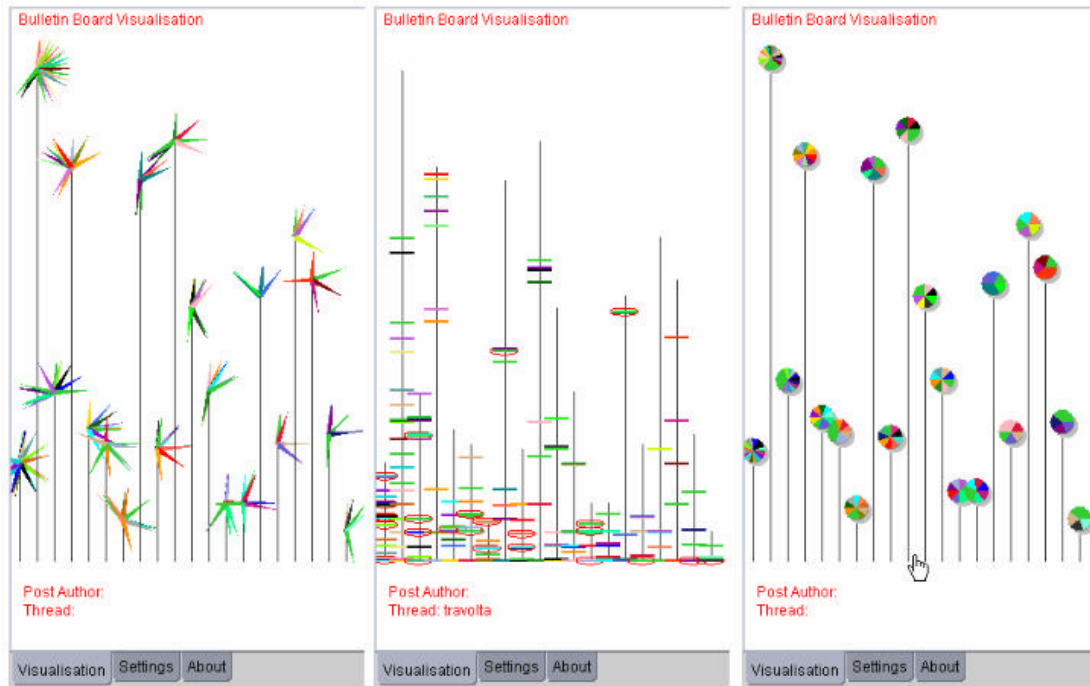 Bulletin Board Visualisation
Post Author:
Thread:
Visualisation Settings About
Bulletin Board Visualisation
Post Author:
Thread: travolta
Visualisation Settings About
Bulletin Board Visualisation
Post Author:
Thread:
Visualisation Settings About